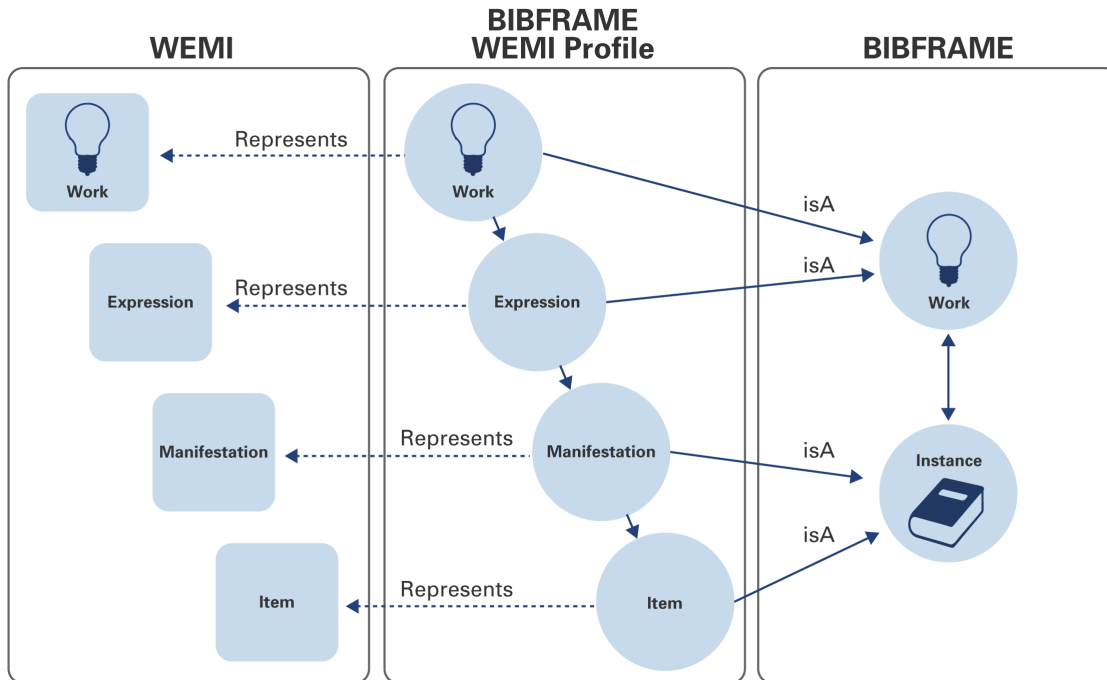 WEMI
BIBFRAME
WEMI Profile
BIBFRAME
Work
Represents
Work
isA
Expression
Represents
Expression
isA
Work
Manifestation
Represents
Manifestation
isA
Instance
Item
Represents
Item
isA